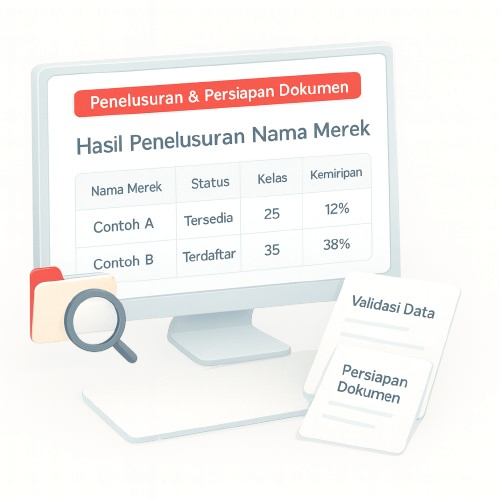 Penelusuran & Persiapan Dokumen
Hasil Penelusuran Nama Merek
Nama Merek Status Kelas Kemiripan
Contoh A Tersedia 25 12%
Contoh B Terdaftar 35 38%
Validasi Data
Persiapan
Dokumen